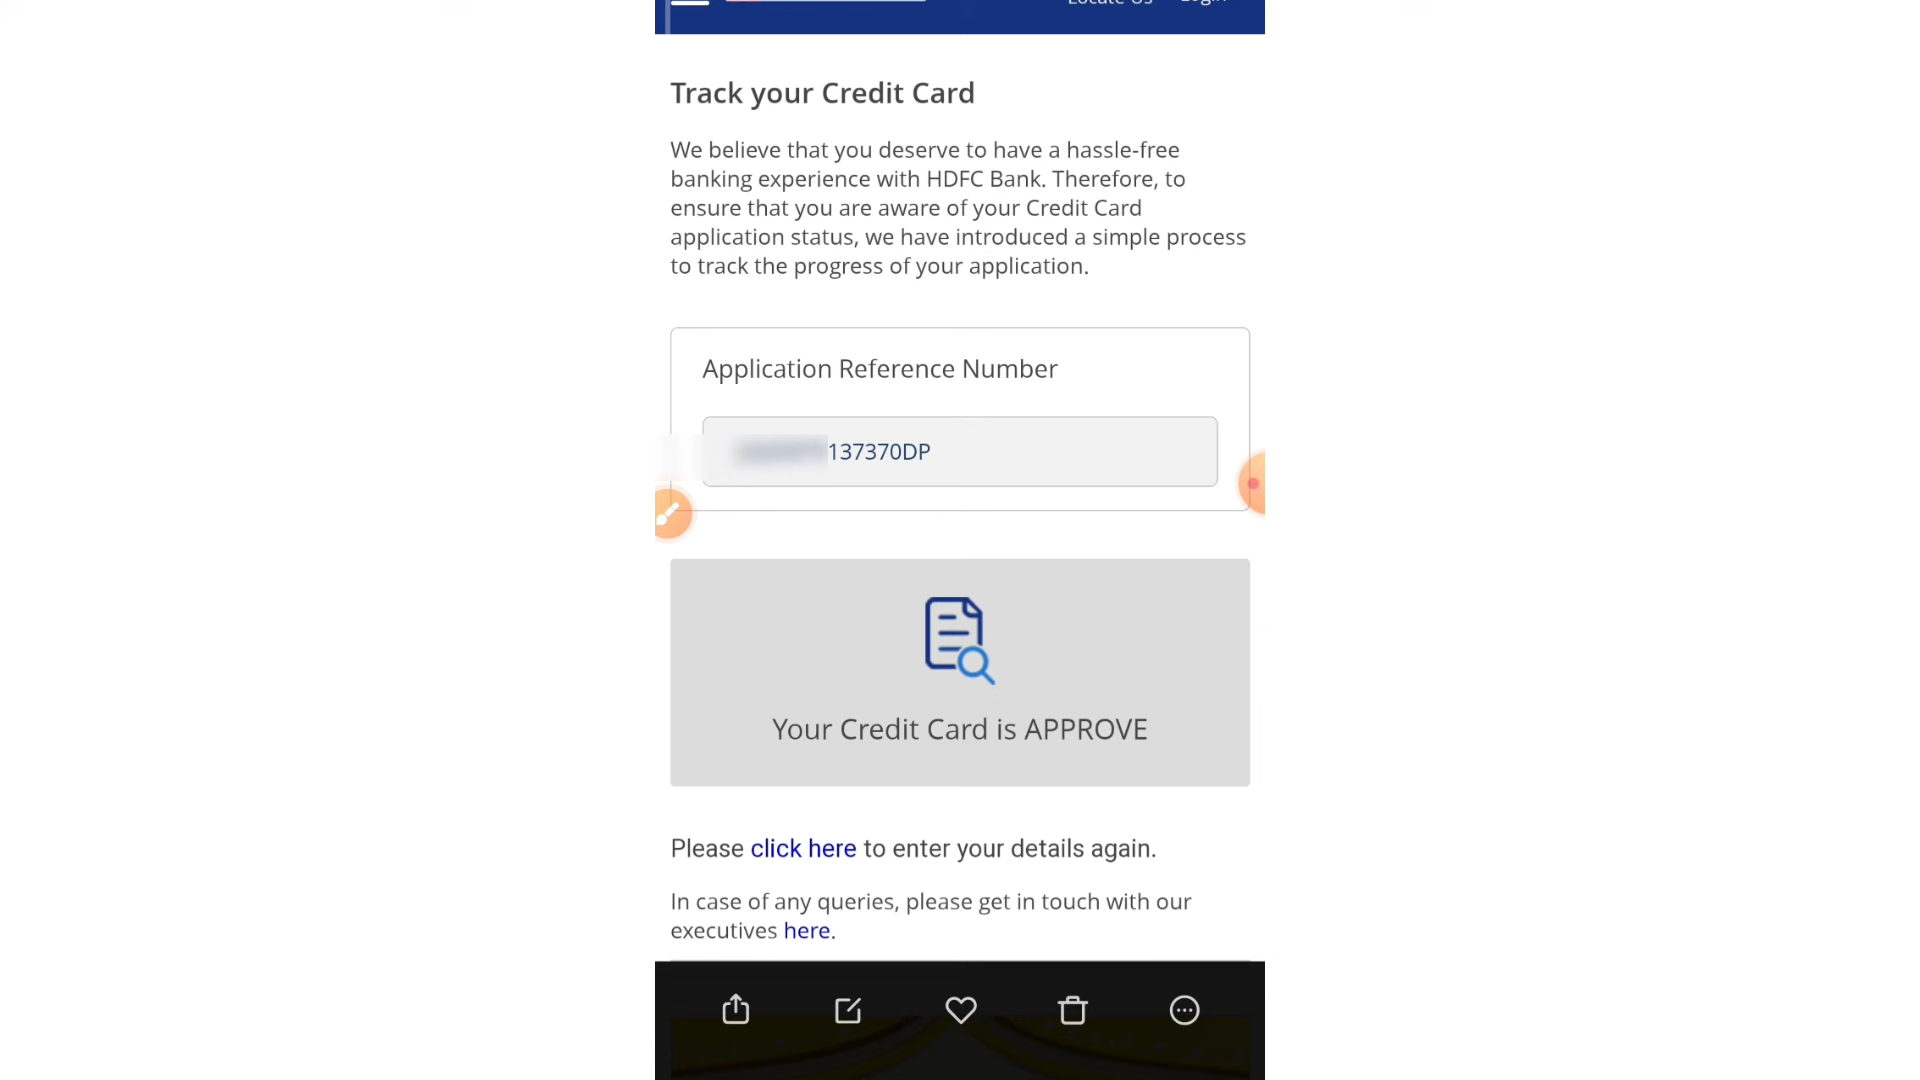 Locate Us Login
Track your Credit Card
We believe that you deserve to have a hassle-free
banking experience with HDFC Bank. Therefore, to
ensure that you are aware of your Credit Card
application status, we have introduced a simple process
to track the progress of your application.
Application Reference Number
137370DP
Your Credit Card is APPROVE
Please click here to enter your details again.
In case of any queries, please get in touch with our
executives here.